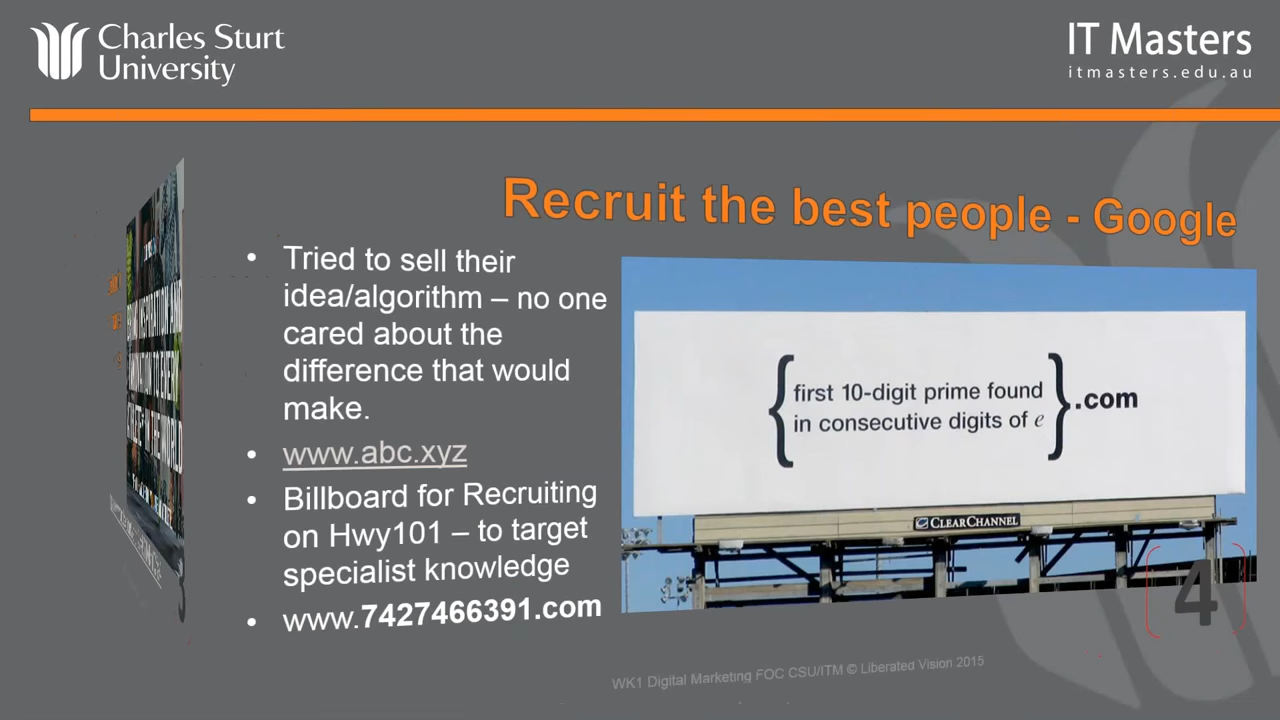 Charles Sturt
University
IT Masters
itmasters.edu.au
Recruit the best people - Google
• Tried to sell their
idea/algorithm – no one
cared about the
difference that would
make.
• www.abc.xyz
• Billboard for Recruiting
on Hwy101 – to target
specialist knowledge
• www.7427466391.com
{first 10-digit prime found
in consecutive digits of e}.com
CLEARCHANNEL
4
WK1 Digital Marketing FOC CSU/ITM © Liberated Vision 2015